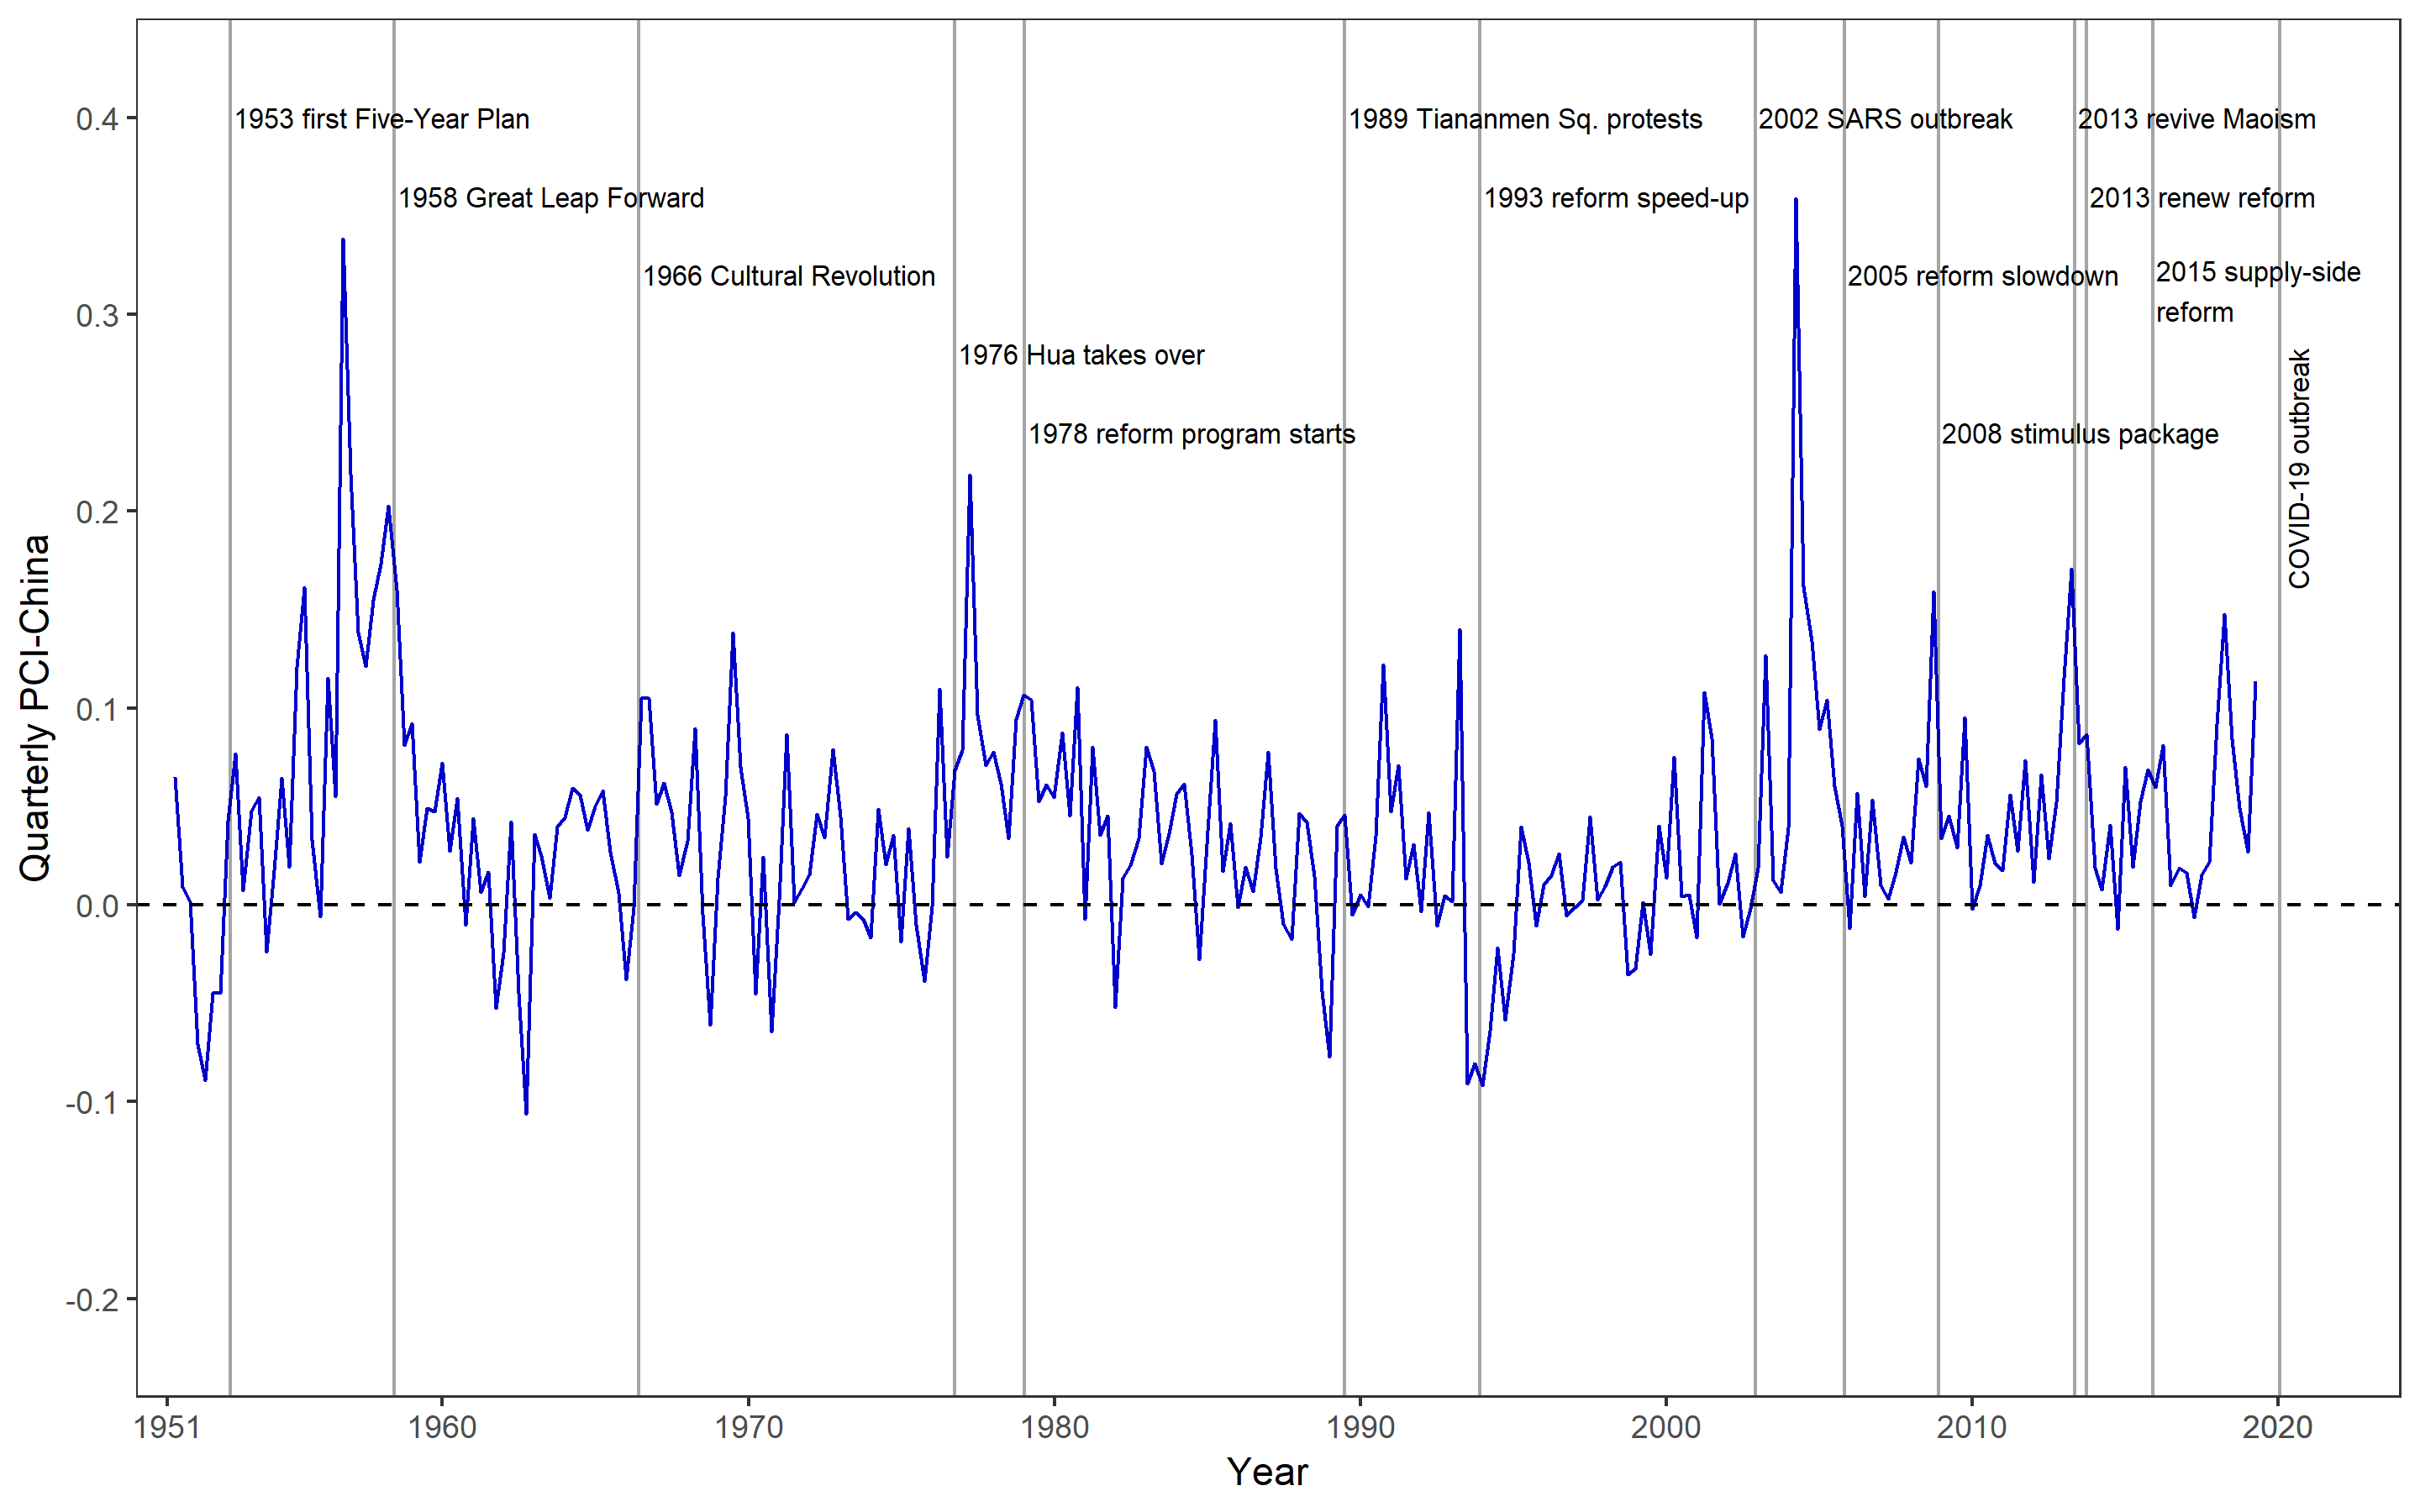 0.4
0.3
0.2
0.1
0.0
-0.1
-0.2
Quarterly PCI-China
1953 first Five-Year Plan
1989 Tiananmen Sq. protests
2002 SARS outbreak
2013 revive Maoism
1958 Great Leap Forward
1993 reform speed-up
2013 renew reform
1966 Cultural Revolution
2005 reform slowdown
2015 supply-side
reform
1976 Hua takes over
1978 reform program starts
2008 stimulus package
COVID-19 outbreak
1951
1960
1970
1980
1990
2000
2010
2020
Year